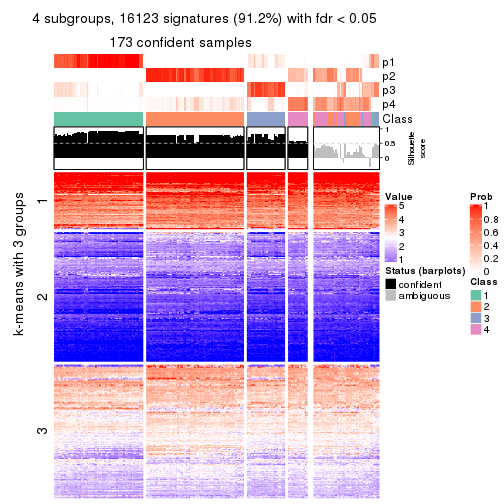 4 subgroups, 16123 signatures (91.2%) with fdr < 0.05
173 confident samples
p1
p2
p3
p4
Class
1
0.5
0
Silhouette
score
k-means with 3 groups
1
2
3
Value
5
4
3
2
1
Status (barplots)
confident
ambiguous
Prob
1
0.8
0.6
0.4
0.2
0
Class
1
2
3
4